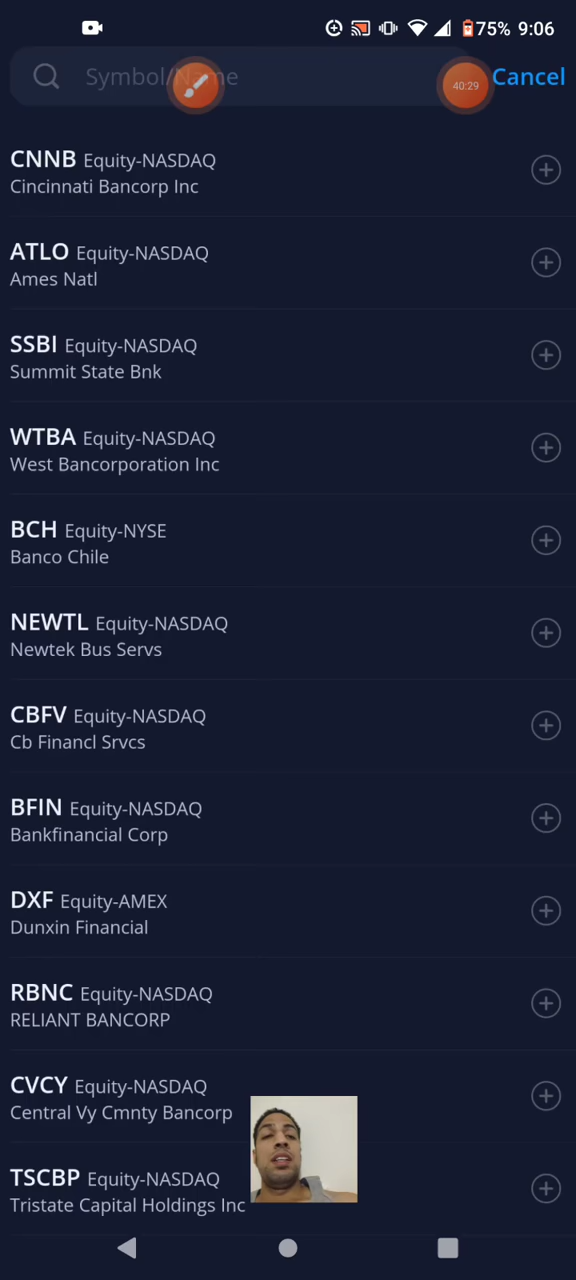 75% 9:06
Symbol/Name
40:29
Cancel
CNNB Equity-NASDAQ
Cincinnati Bancorp Inc
ATLO Equity-NASDAQ
Ames Natl
SSBI Equity-NASDAQ
Summit State Bnk
WTBA Equity-NASDAQ
West Bancorporation Inc
BCH Equity-NYSE
Banco Chile
NEWTL Equity-NASDAQ
Newtek Bus Servs
CBFV Equity-NASDAQ
Cb Financl Srvcs
BFIN Equity-NASDAQ
Bankfinancial Corp
DXF Equity-AMEX
Dunxin Financial
RBNC Equity-NASDAQ
RELIANT BANCORP
CVCY Equity-NASDAQ
Central Vy Cmnty Bancorp
TSCBP Equity-NASDAQ
Tristate Capital Holdings Inc